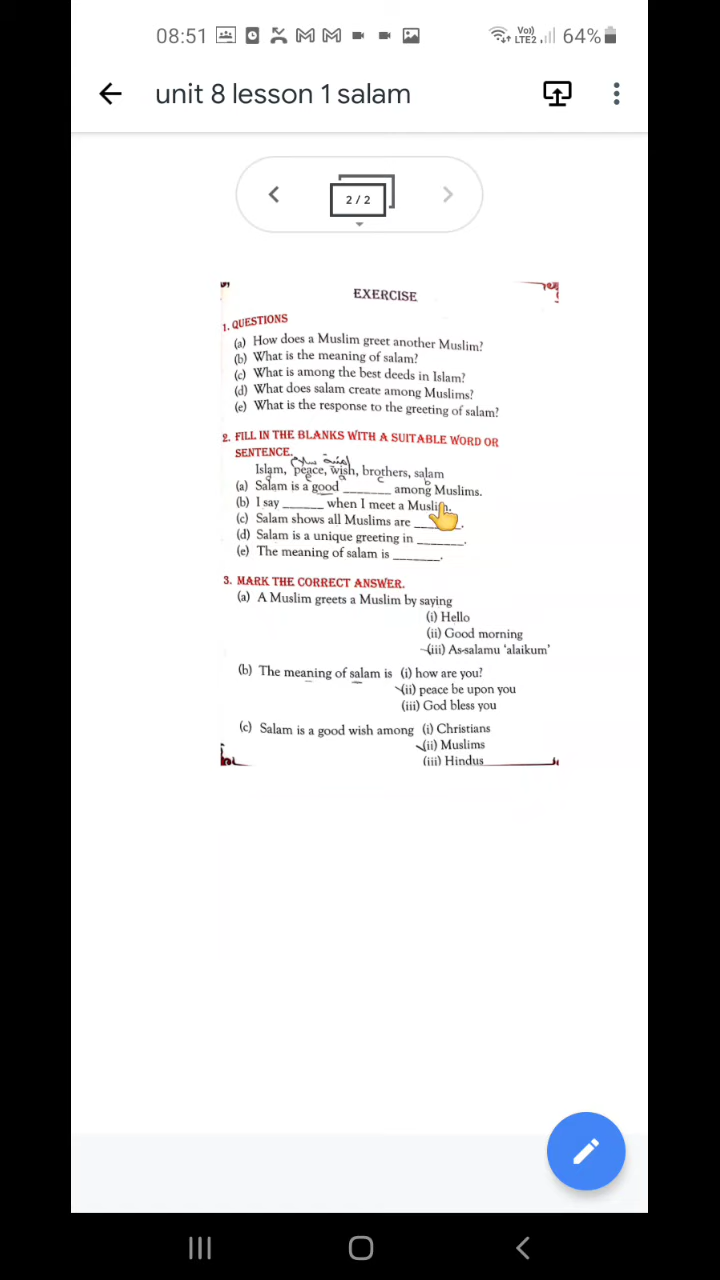 08:51
Vo)) LTE2 64%
unit 8 lesson 1 salam
2 / 2
EXERCISE
1. QUESTIONS
(a) How does a Muslim greet another Muslim?
(b) What is the meaning of salam?
(c) What is among the best deeds in Islam?
(d) What does salam create among Muslims?
(e) What is the response to the greeting of salam?
2. FILL IN THE BLANKS WITH A SUITABLE WORD OR
SENTENCE.
Islam, peace, wish, brothers, salam
(a) Salam is a good ______ among Muslims.
(b) I say ______ when I meet a Muslim.
(c) Salam shows all Muslims are ______.
(d) Salam is a unique greeting in ______.
(e) The meaning of salam is ______.
3. MARK THE CORRECT ANSWER.
(a) A Muslim greets a Muslim by saying
(i) Hello
(ii) Good morning
(iii) As-salamu 'alaikum'
(b) The meaning of salam is (i) how are you?
(ii) peace be upon you
(iii) God bless you
(c) Salam is a good wish among (i) Christians
(ii) Muslims
(iii) Hindus